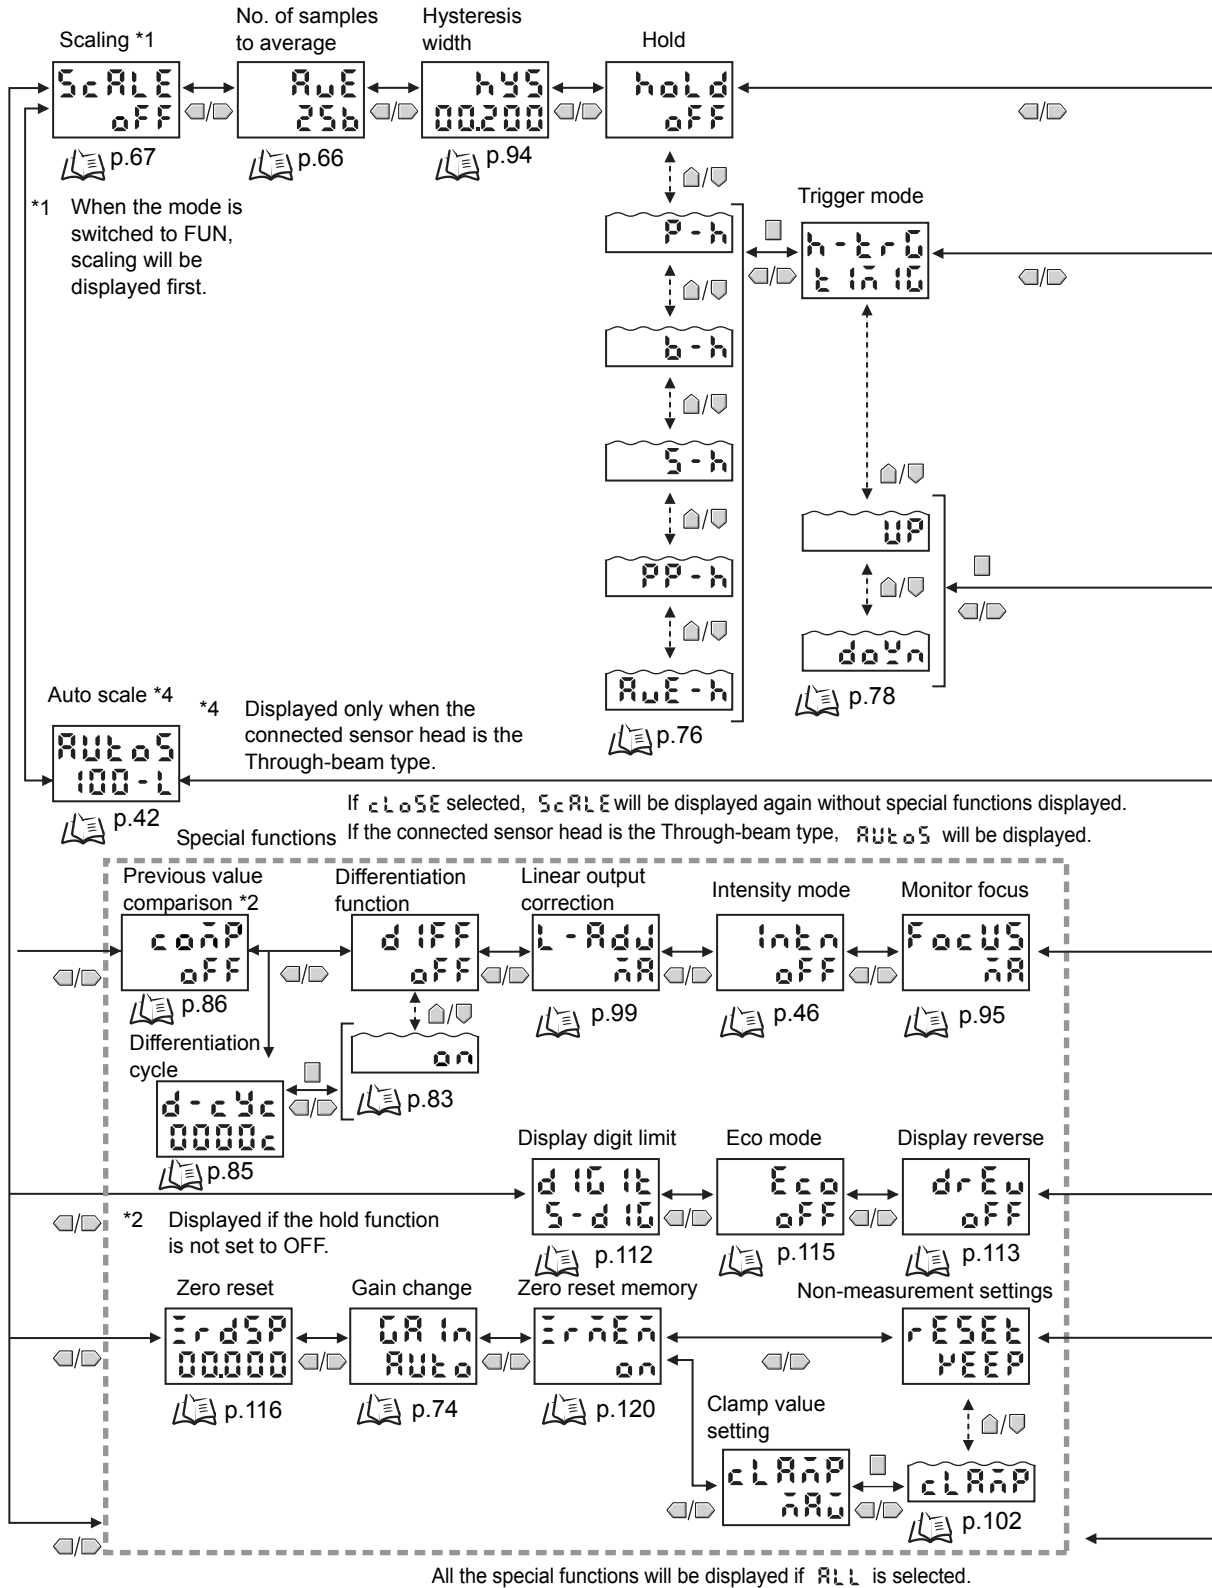 No. of samples
to average
Hysteresis
width
Scaling *1
Hold
ScALE
oFF
AvE
256
hYS
00.200
hoLd
oFF
p.67
p.66
p.94
*1 When the mode is
switched to FUN,
scaling will be
displayed first.
P-h
b-h
S-h
PP-h
AvE-h
p.76
Trigger mode
h-trG
tImIG
UP
down
p.78
Auto scale *4
AUtoS
100-L
p.42
*4 Displayed only when the
connected sensor head is the
Through-beam type.
If cLoSE selected, ScALE will be displayed again without special functions displayed.
If the connected sensor head is the Through-beam type, AUtoS will be displayed.
Special functions
Previous value
comparison *2
Differentiation
function
Linear output
correction
Intensity mode
Monitor focus
comP
oFF
dIFF
oFF
L-AdJ
mA
Intn
oFF
FocUS
mA
p.86
p.99
p.46
p.95
on
p.83
Differentiation
cycle
d-cYc
0000c
p.85
Display digit limit
Eco mode
Display reverse
dIGIt
5-dIG
Eco
oFF
drEv
oFF
p.112
p.115
p.113
*2 Displayed if the hold function
is not set to OFF.
Zero reset
Gain change
Zero reset memory
Non-measurement settings
ZrdSP
00.000
GAIn
AUto
ZrmEm
on
rESEt
KEEP
p.116
p.74
p.120
Clamp value
setting
cLAmP
mAv
cLAmP
p.102
All the special functions will be displayed if ALL is selected.